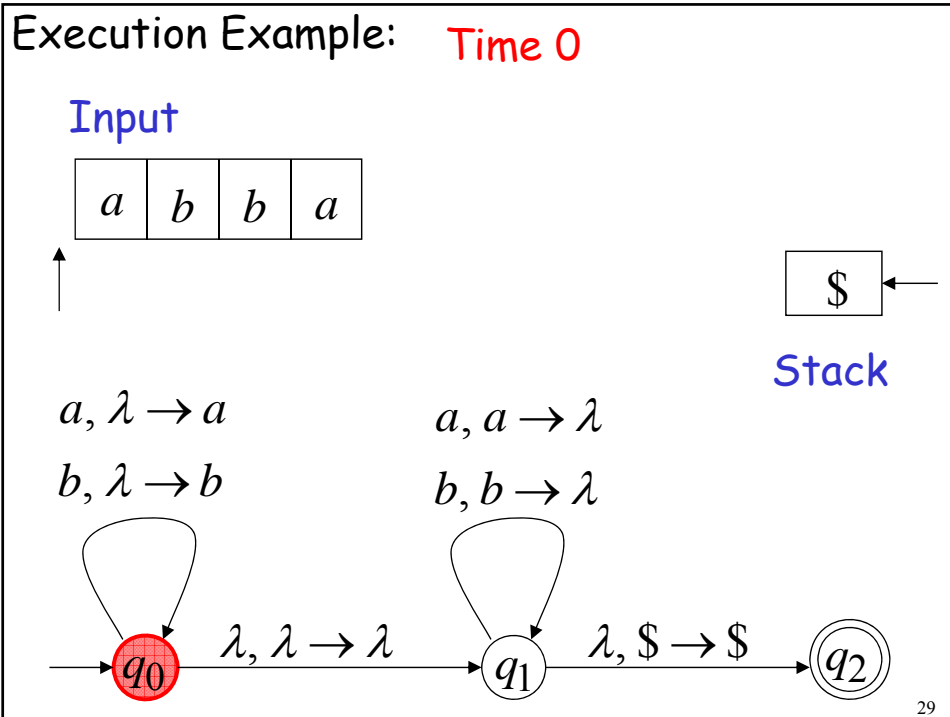 Execution Example: Time 0
Input
a b b a
$
Stack
a, λ → a a, a → λ
b, λ → b b, b → λ
q0 λ, λ → λ q1 λ, $ → $ q2
29